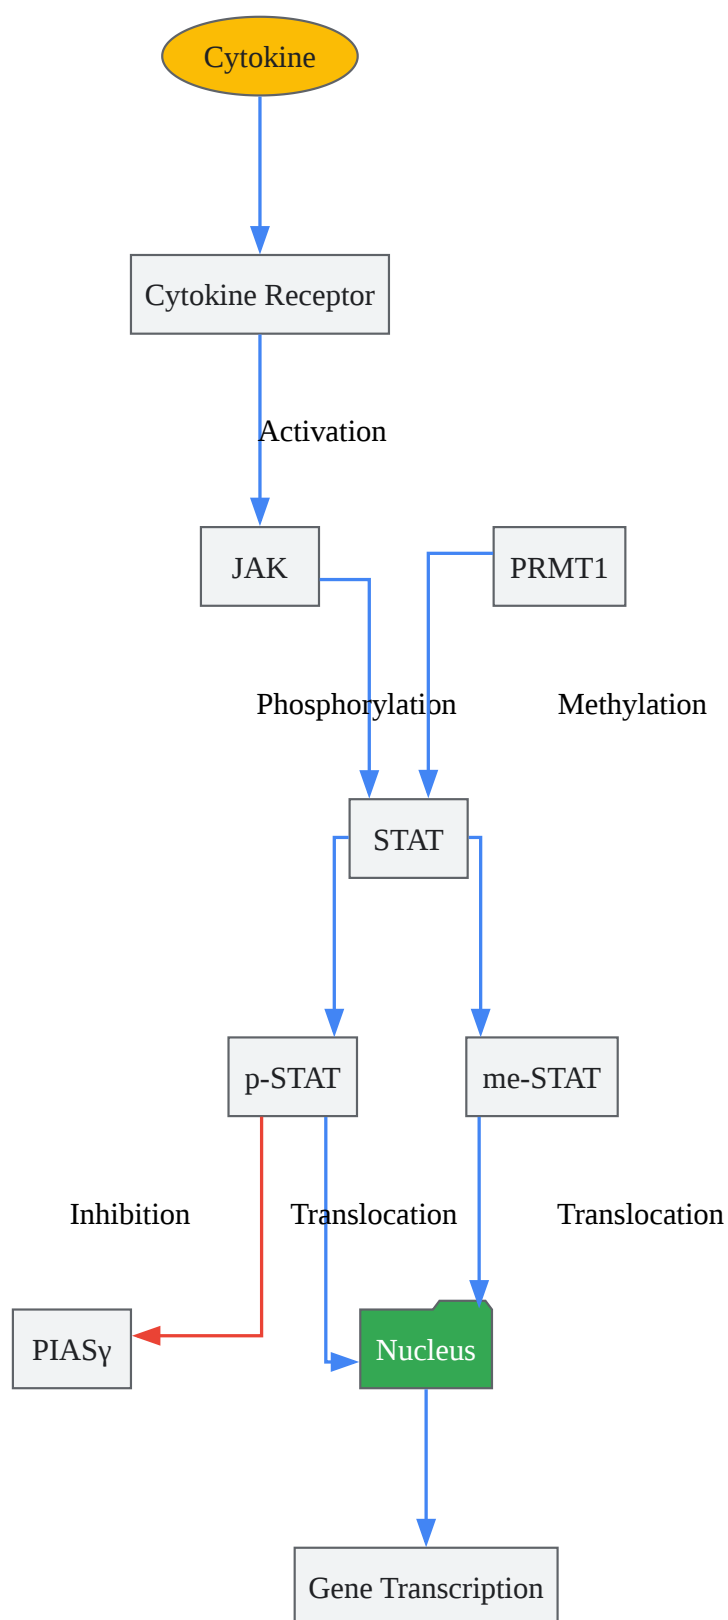 Cytokine
Cytokine Receptor
Activation
JAK
PRMT1
Phosphorylation
Methylation
STAT
p-STAT
me-STAT
Inhibition
Translocation
Translocation
PIASγ
Nucleus
Gene Transcription